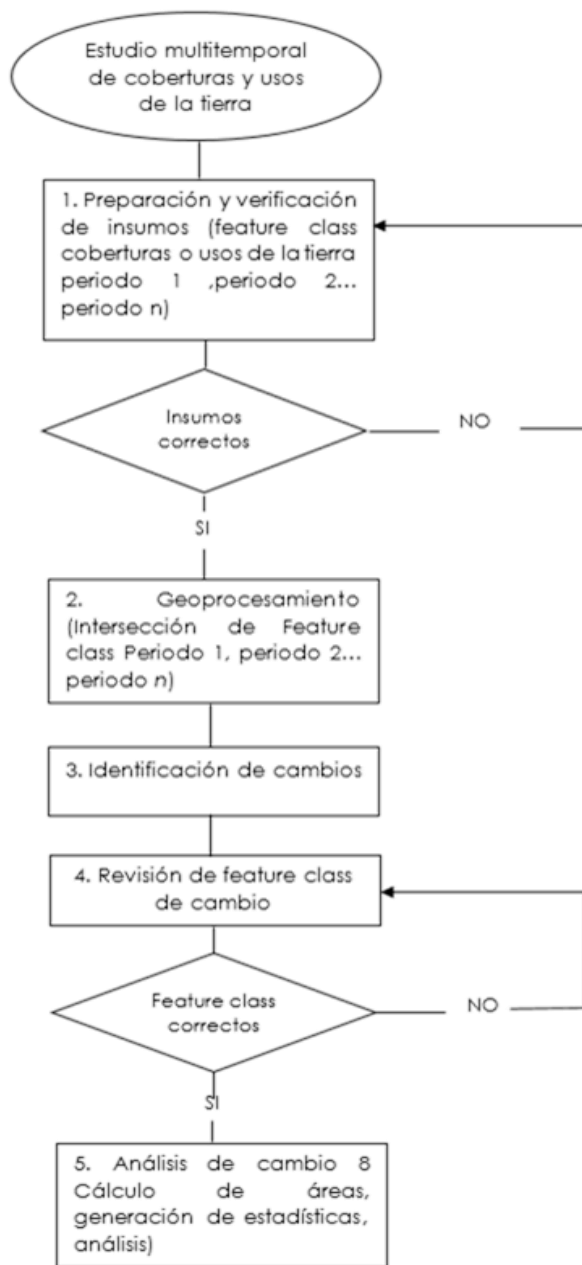 Estudio multitemporal
de coberturas y usos
de la tierra
1. Preparación y verificación
de insumos (feature class
coberturas o usos de la tierra
periodo 1 ,periodo 2...
periodo n)
Insumos
correctos
NO
SI
2. Geoprocesamiento
(Intersección de Feature
class Periodo 1, periodo 2...
periodo n)
3. Identificación de cambios
4. Revisión de feature class
de cambio
Feature class
correctos
NO
SI
5. Análisis de cambio 8
Cálculo de áreas,
generación de estadísticas,
análisis)